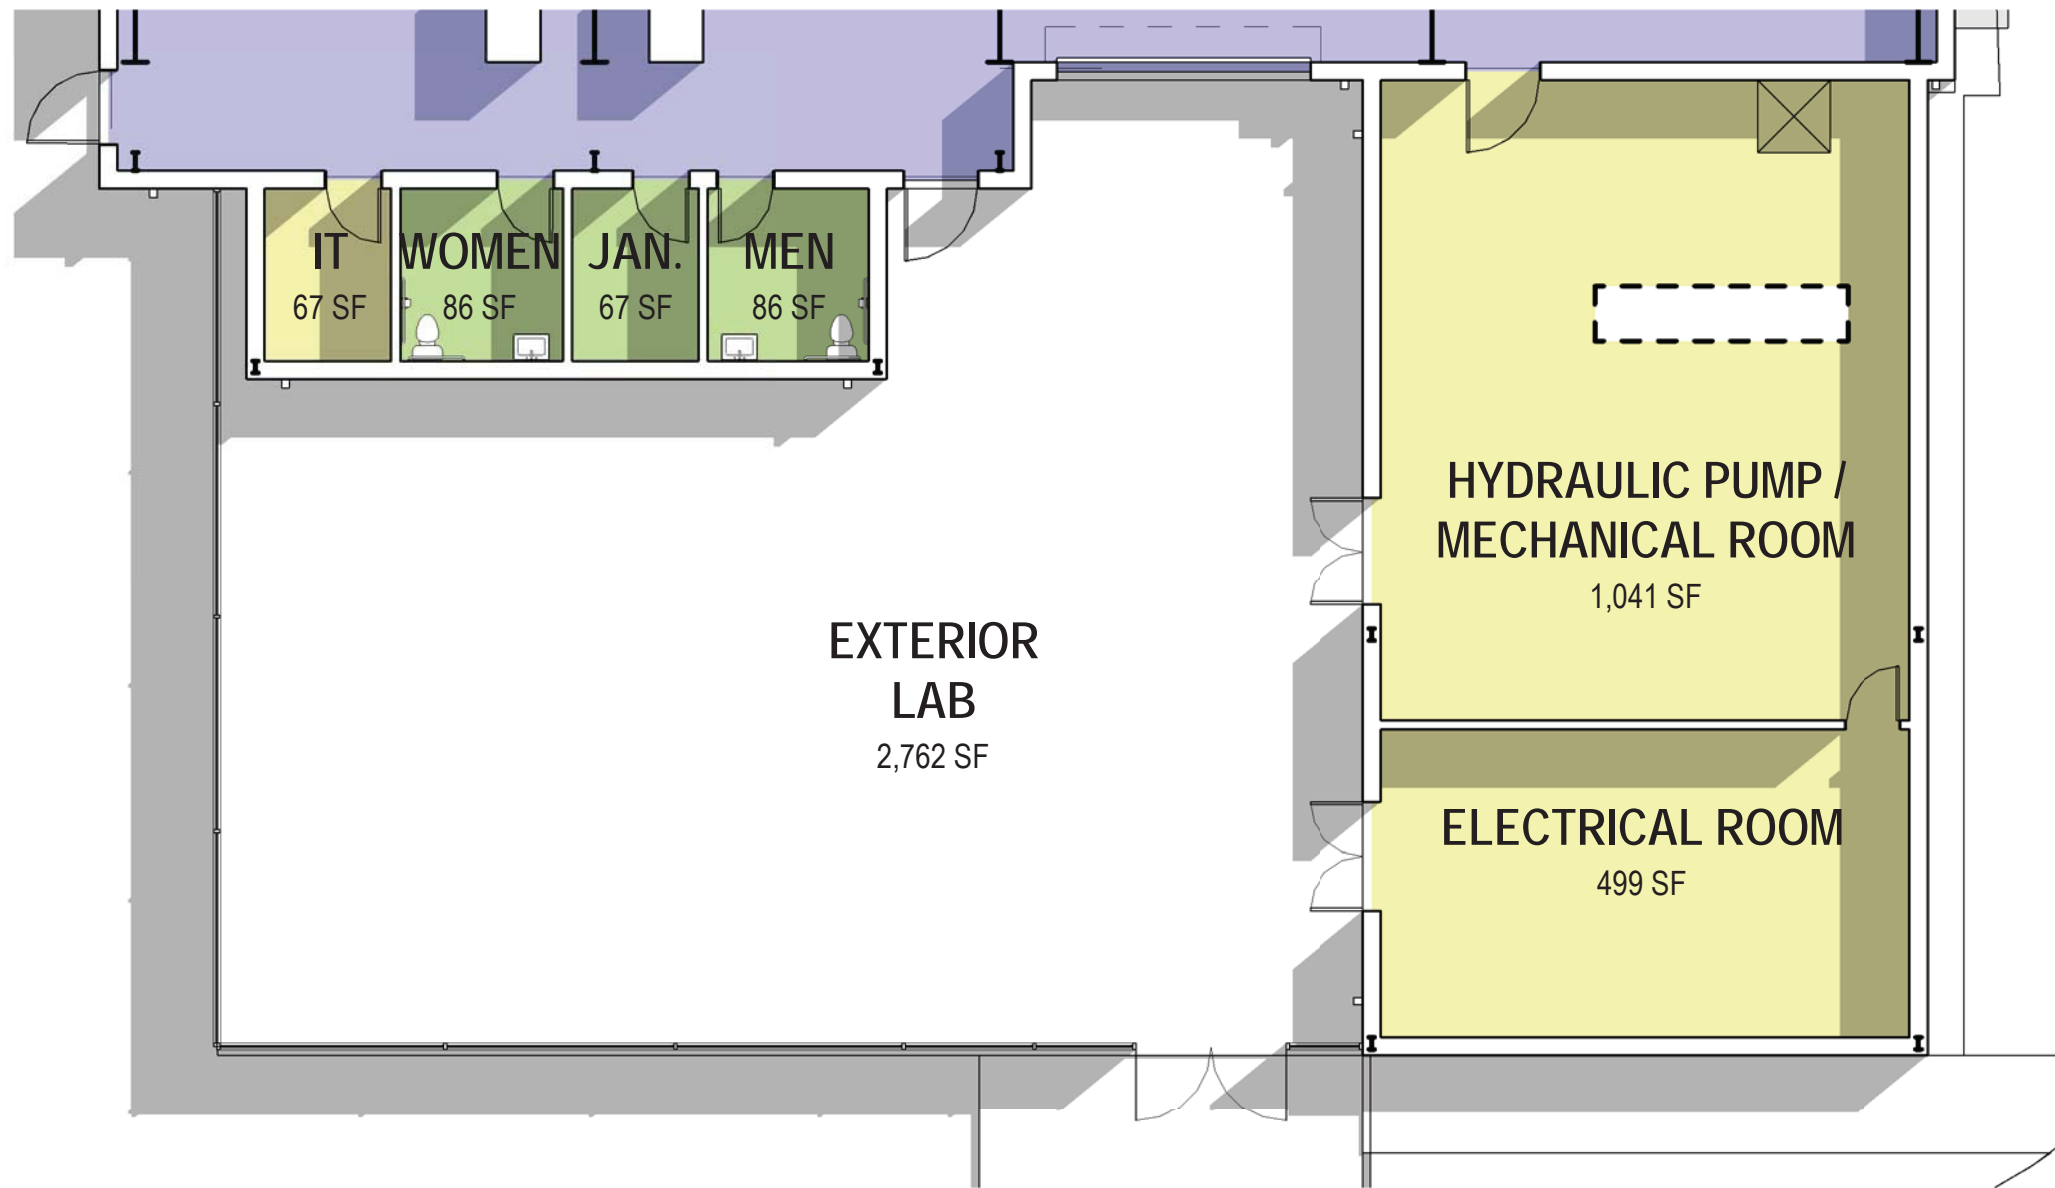 IT
67 SF
WOMEN
86 SF
JAN.
67 SF
MEN
86 SF
HYDRAULIC PUMP /
MECHANICAL ROOM
1,041 SF
EXTERIOR
LAB
2,762 SF
ELECTRICAL ROOM
499 SF